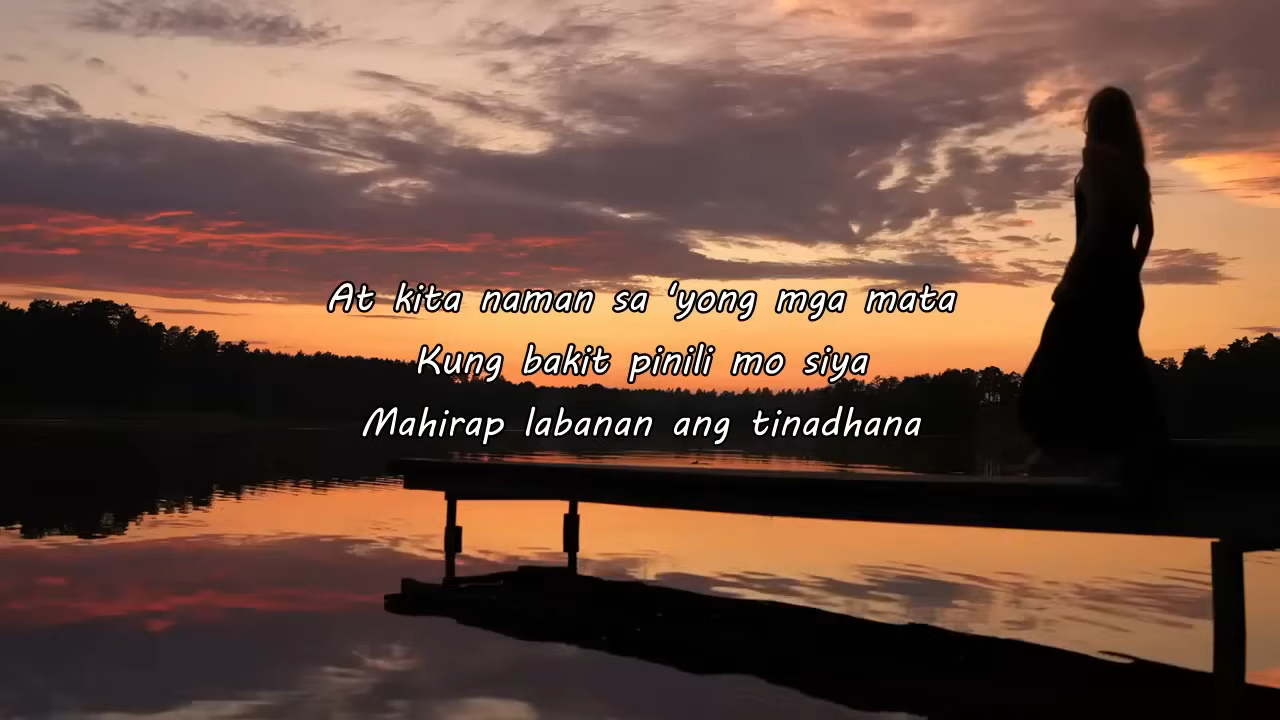 At kita naman sa ‘yong mga mata
Kung bakit pinili mo siya
Mahirap labanan ang tinadhana